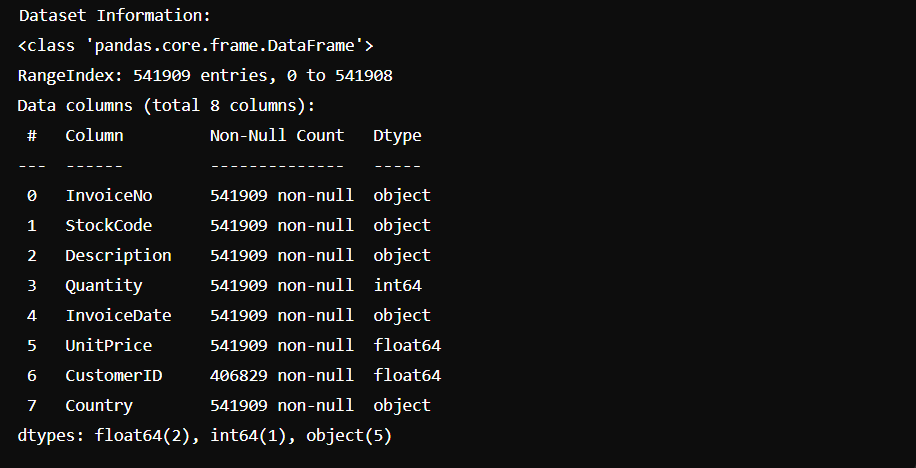 Dataset Information:
<class 'pandas.core.frame.DataFrame'>
RangeIndex: 541909 entries, 0 to 541908
Data columns (total 8 columns):
 #   Column         Non-Null Count   Dtype
---  ------         --------------   -----
 0   InvoiceNo      541909 non-null  object
 1   StockCode      541909 non-null  object
 2   Description    541909 non-null  object
 3   Quantity       541909 non-null  int64
 4   InvoiceDate    541909 non-null  object
 5   UnitPrice      541909 non-null  float64
 6   CustomerID     406829 non-null  float64
 7   Country        541909 non-null  object
dtypes: float64(2), int64(1), object(5)